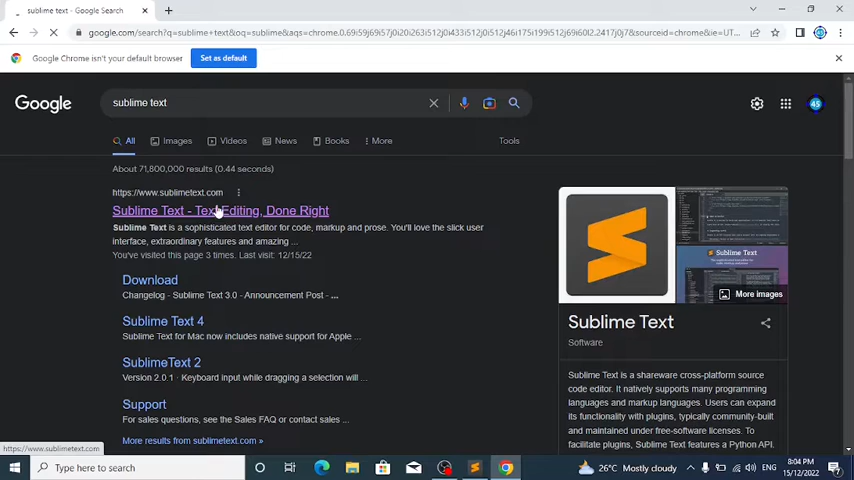 sublime text - Google Search
google.com/search?q=sublime+text&oq=sublime&aqs=chrome.0.69i59j69i57j0i20i263i512j0i512j46i175i199i512j69i60l2.2417j0j7&sourceid=chrome&ie=UT...
Google Chrome isn't your default browser
Set as default
Google
sublime text
45
All
Images
Videos
News
Books
More
Tools
About 71,800,000 results (0.44 seconds)
https://www.sublimetext.com
Sublime Text - Text Editing, Done Right
Sublime Text is a sophisticated text editor for code, markup and prose. You'll love the slick user
interface, extraordinary features and amazing ...
You've visited this page 3 times. Last visit: 12/15/22
Download
Changelog - Sublime Text 3.0 - Announcement Post - ...
Sublime Text 4
Sublime Text for Mac now includes native support for Apple ...
SublimeText 2
Version 2.0.1 · Keyboard input while dragging a selection will ...
Support
For sales questions, see the Sales FAQ or contact sales ...
More results from sublimetext.com »
Sublime Text
More images
Sublime Text
Software
Sublime Text is a shareware cross-platform source
code editor. It natively supports many programming
languages and markup languages. Users can expand
its functionality with plugins, typically community-built
and maintained under free-software licenses. To
facilitate plugins, Sublime Text features a Python API.
https://www.sublimetext.com
Type here to search
26°C Mostly cloudy
ENG
8:04 PM
15/12/2022